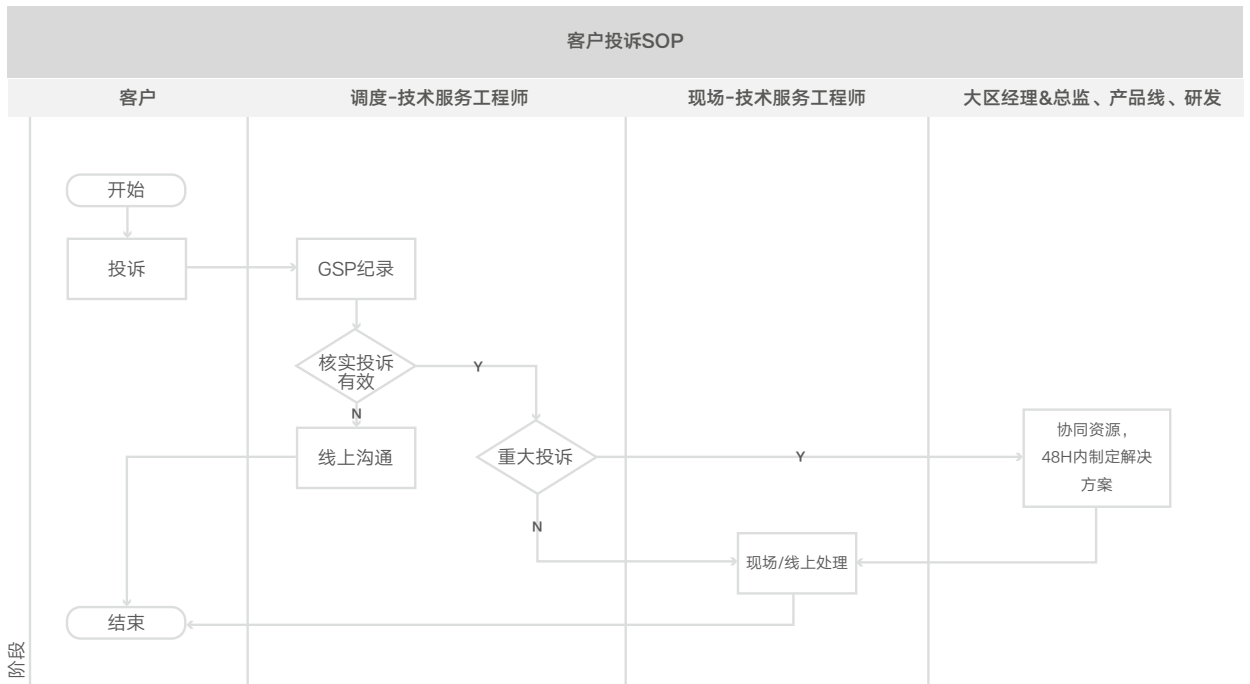 客户投诉SOP
客户
调度-技术服务工程师
现场-技术服务工程师
大区经理&总监、产品线、研发
开始
投诉
GSP纪录
核实投诉
有效
Y
N
线上沟通
重大投诉
Y
协同资源，
48H内制定解决
方案
N
现场/线上处理
结束
阶段